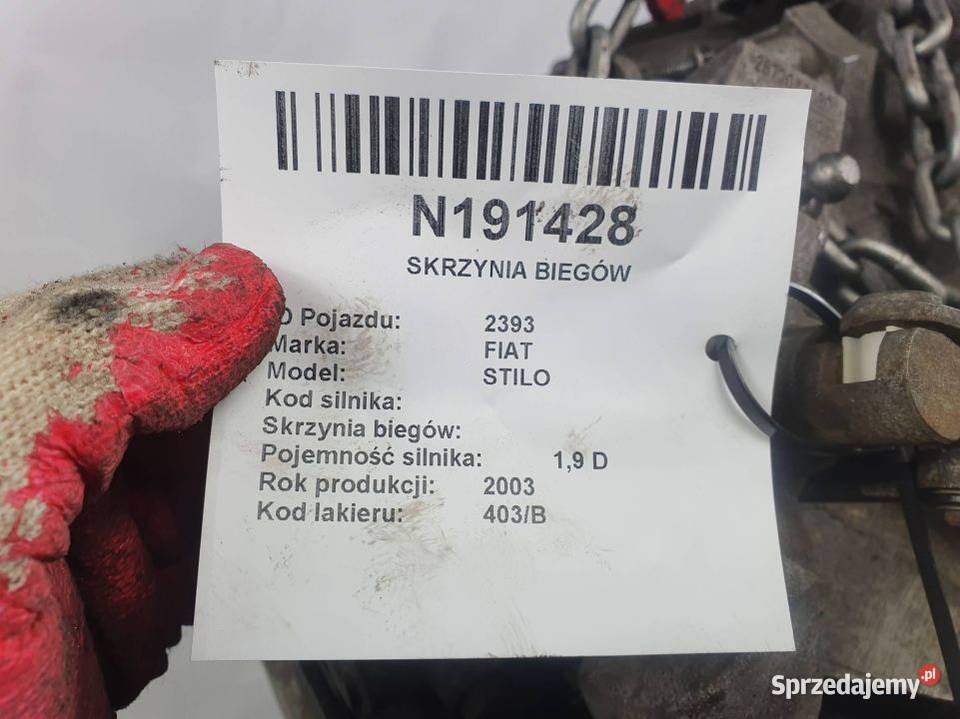 N191428
SKRZYNIA BIEGÓW
D Pojazdu: 2393
Marka: FIAT
Model: STILO
Kod silnika:
Skrzynia biegów:
Pojemność silnika: 1,9 D
Rok produkcji: 2003
Kod lakieru: 403/B
Sprzedajemy.pl